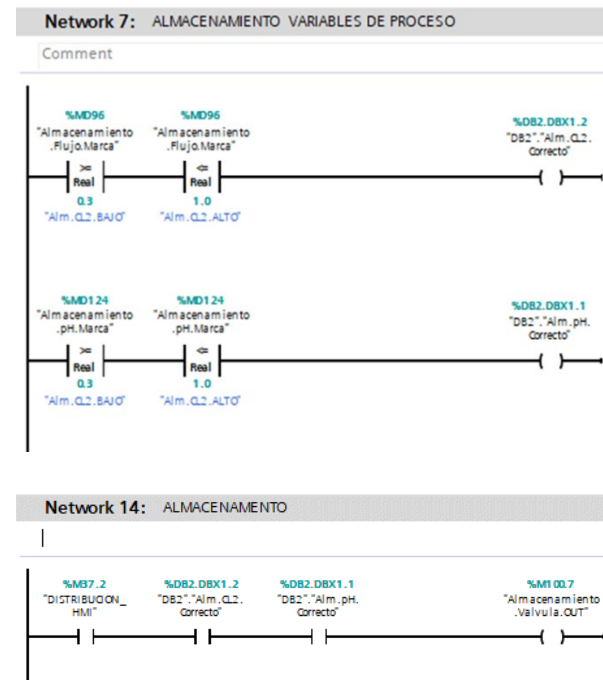 Network 7: ALMACENAMIENTO VARIABLES DE PROCESO
Comment
%MD96 %MD96
"Almacenamiento "Almacenamiento
.Flujo.Marca" .Flujo.Marca"
%DB2.DBX1.2
"DB2"."Alm.CL2.
Correcto"
>= <=
Real Real
0.3 1.0
"Alm.CL2.BAJO" "Alm.CL2.ALTO"
%MD124 %MD124
"Almacenamiento "Almacenamiento
.pH.Marca" .pH.Marca"
%DB2.DBX1.1
"DB2"."Alm.pH.
Correcto"
>= <=
Real Real
0.3 1.0
"Alm.CL2.BAJO" "Alm.CL2.ALTO"
Network 14: ALMACENAMENTO
%M37.2 %DB2.DBX1.2 %DB2.DBX1.1 %M100.7
"DISTRIBUCION_ "DB2"."Alm.CL2. "DB2"."Alm.pH. "Almacenamiento
HMI" Correcto" Correcto" .Valvula.OUT"